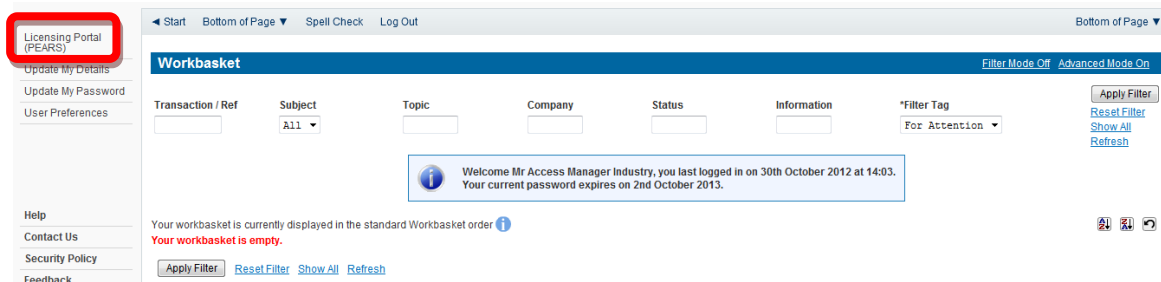 Licensing Portal
(PEARS)
Update My Details
Update My Password
User Preferences
Help
Contact Us
Security Policy
Feedback
◄ Start Bottom of Page ▼ Spell Check Log Out Bottom of Page ▼
Workbasket Filter Mode Off Advanced Mode On
Transaction / Ref Subject Topic Company Status Information *Filter Tag
All For Attention
Apply Filter
Reset Filter
Show All
Refresh
Welcome Mr Access Manager Industry, you last logged in on 30th October 2012 at 14:03.
Your current password expires on 2nd October 2013.
Your workbasket is currently displayed in the standard Workbasket order
Your workbasket is empty.
Apply Filter Reset Filter Show All Refresh